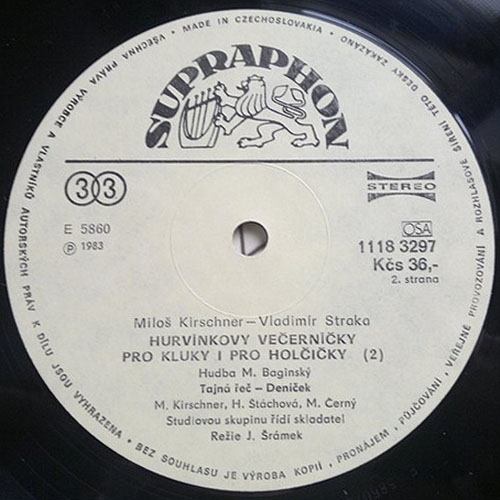 SUPRAPHON
33
STEREO
E 5860
OSA
℗ 1983
1118 3297
Kčs 36,-
2. strana
Miloš Kirschner – Vladimír Straka
HURVÍNKOVY VEČERNÍČKY
PRO KLUKY I PRO HOLČIČKY (2)
Hudba M. Baginský
Tajná řeč – Deníček
M. Kirschner, H. Štáchová, M. Černý
Studiovou skupinu řídí skladatel
Režie J. Šrámek
• MADE IN CZECHOSLOVAKIA • VŠECHNA PRÁVA VÝROBCE A VLASTNÍKŮ AUTORSKÝCH PRÁV K DÍLU JSOU VYHRAZENA • BEZ SOUHLASU JE VÝROBA KOPIÍ, PRONÁJEM, PŮJČOVÁNÍ, VEŘEJNÉ PROVOZOVÁNÍ A ROZHLASOVÉ ŠÍŘENÍ TÉTO DESKY ZAKÁZÁNO